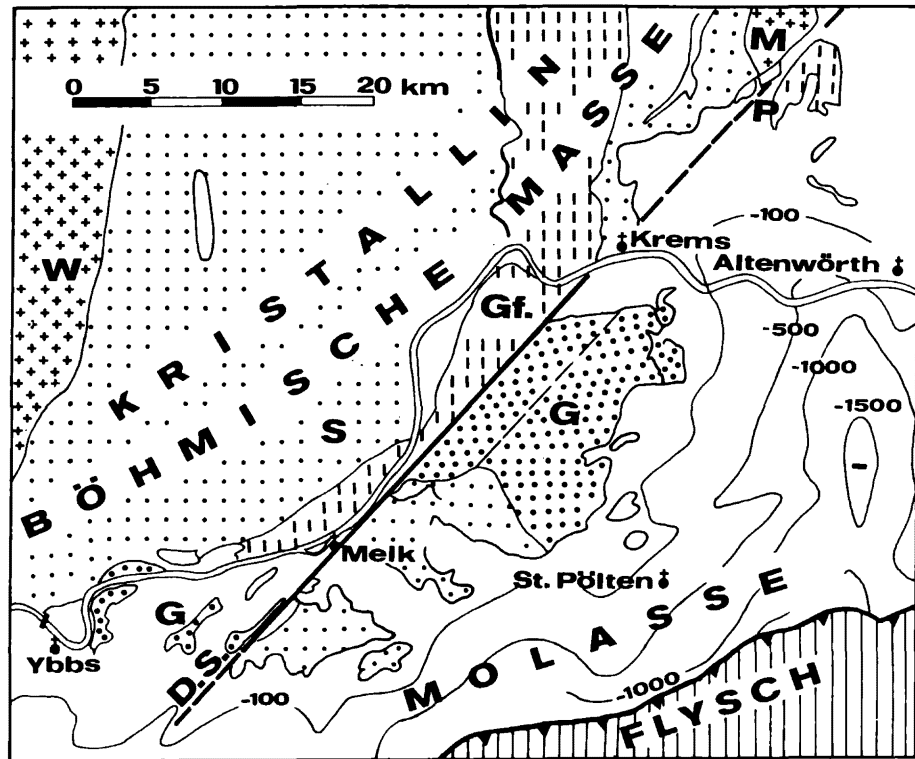 M
0 5 10 15 20 km
P
KRISTALLIN
BÖHMISCHE MASSE
W
-100
Krems
Altenwörth
Gf.
-500
-1000
-1500
G
S
Melk
St. Pölten
G
Ybbs
D.S.
-100
MOLASSE
-1000
FLYSCH